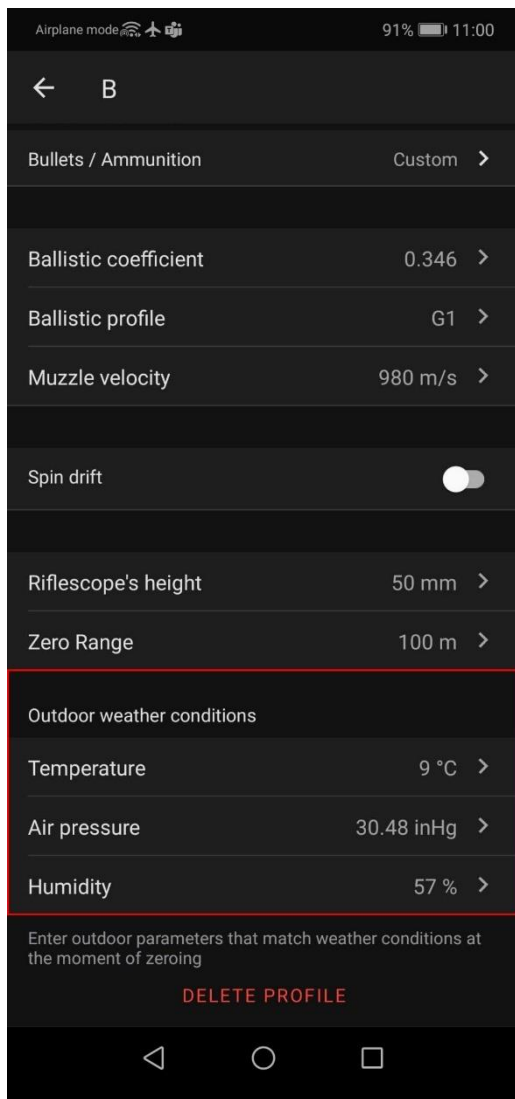 Airplane mode 91% 11:00
B
Bullets / Ammunition Custom
Ballistic coefficient 0.346
Ballistic profile G1
Muzzle velocity 980 m/s
Spin drift
Riflescope's height 50 mm
Zero Range 100 m
Outdoor weather conditions
Temperature 9 °C
Air pressure 30.48 inHg
Humidity 57 %
Enter outdoor parameters that match weather conditions at
the moment of zeroing
DELETE PROFILE